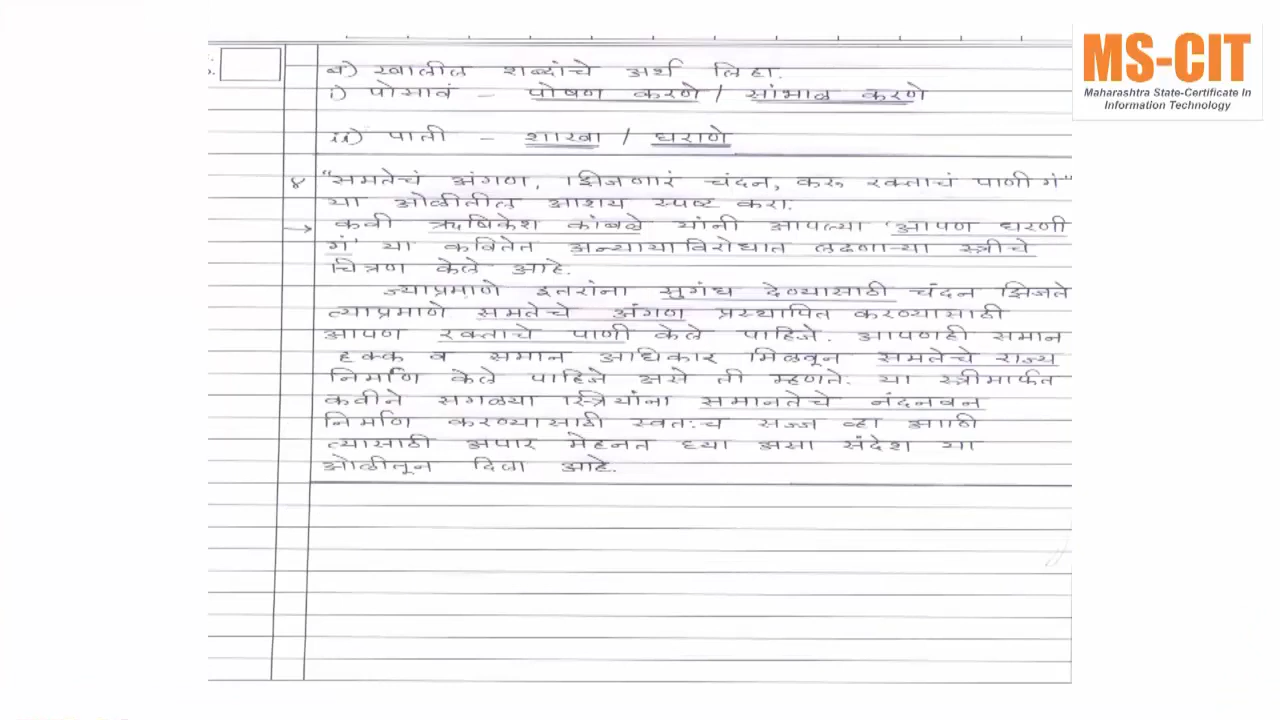 MS-CIT
Maharashtra State-Certificate In
Information Technology
ब) खालील शब्दांचे अर्थ लिहा.
i) पोसावं - पोषण करणे / सांभाळ करणे
ii) पाती - शाखा / घराणे
४ "समतेचं अंगण, झिजणारं चंदन, करू रक्ताचं पाणी गं"
या ओळीतील आशय स्पष्ट करा.
→ कवी ऋषिकेश कांबळे यांनी आपल्या 'आपण धरणी
गं' या कवितेत अन्यायाविरोधात लढणाऱ्या स्त्रीचे
चित्रण केले आहे.
ज्याप्रमाणे इतरांना सुगंध देण्यासाठी चंदन झिजते
त्याप्रमाणे समतेचे अंगण प्रस्थापित करण्यासाठी
आपण रक्ताचे पाणी केले पाहिजे. आपणही समान
हक्क व समान अधिकार मिळवून समतेचे राज्य
निर्माण केले पाहिजे असे ती म्हणते. या स्त्रीमार्फत
कवीने सगळ्या स्त्रियांना समानतेचे नंदनवन
निर्माण करण्यासाठी स्वतःच सज्ज व्हा आणि
त्यासाठी अपार मेहनत घ्या असा संदेश या
ओळीतून दिला आहे.